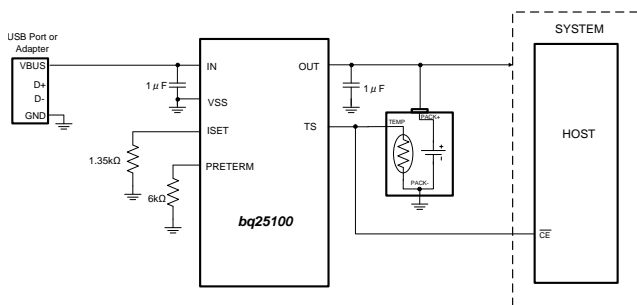 USB Port or
Adapter
VBUS
D+
D-
GND
1 μF
IN
VSS
ISET
PRETERM
1.35kΩ
6kΩ
bq25100
OUT
TS
1 μF
TEMP
PACK+
+
-
PACK-
SYSTEM
HOST
CE